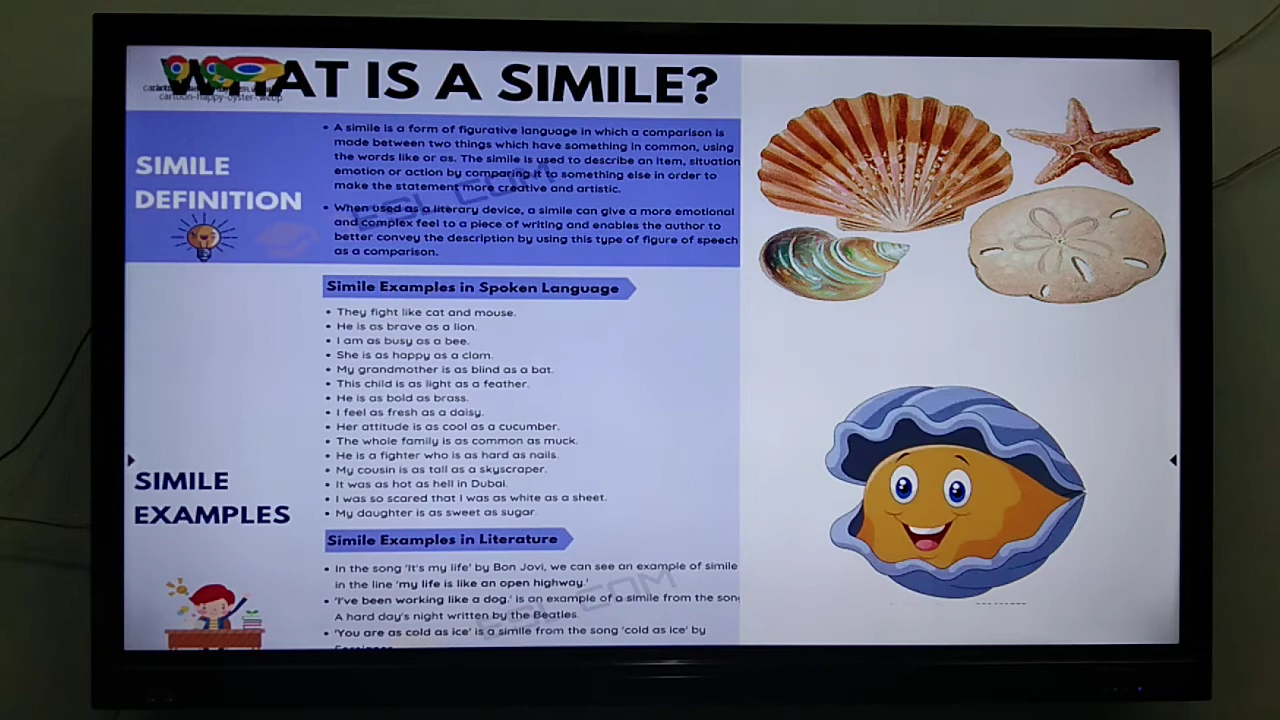 WHAT IS A SIMILE?
cartoon-happy-oyster-.webp
SIMILE
DEFINITION
• A simile is a form of figurative language in which a comparison is
made between two things which have something in common, using
the words like or as. The simile is used to describe an item, situation
emotion or action by comparing it to something else in order to
make the statement more creative and artistic.
• When used as a literary device, a simile can give a more emotional
and complex feel to a piece of writing and enables the author to
better convey the description by using this type of figure of speech
as a comparison.
ESL COM
Simile Examples in Spoken Language
• They fight like cat and mouse.
• He is as brave as a lion.
• I am as busy as a bee.
• She is as happy as a clam.
• My grandmother is as blind as a bat.
• This child is as light as a feather.
• He is as bold as brass.
• I feel as fresh as a daisy.
• Her attitude is as cool as a cucumber.
• The whole family is as common as muck.
• He is a fighter who is as hard as nails.
• My cousin is as tall as a skyscraper.
• It was as hot as hell in Dubai.
• I was so scared that I was as white as a sheet.
• My daughter is as sweet as sugar.
SIMILE
EXAMPLES
Simile Examples in Literature
• In the song 'It's my life' by Bon Jovi, we can see an example of simile
in the line 'my life is like an open highway.'
• 'I've been working like a dog.' is an example of a simile from the song
A hard day's night written by the Beatles.
• 'You are as cold as ice' is a simile from the song 'cold as ice' by
ESL COM